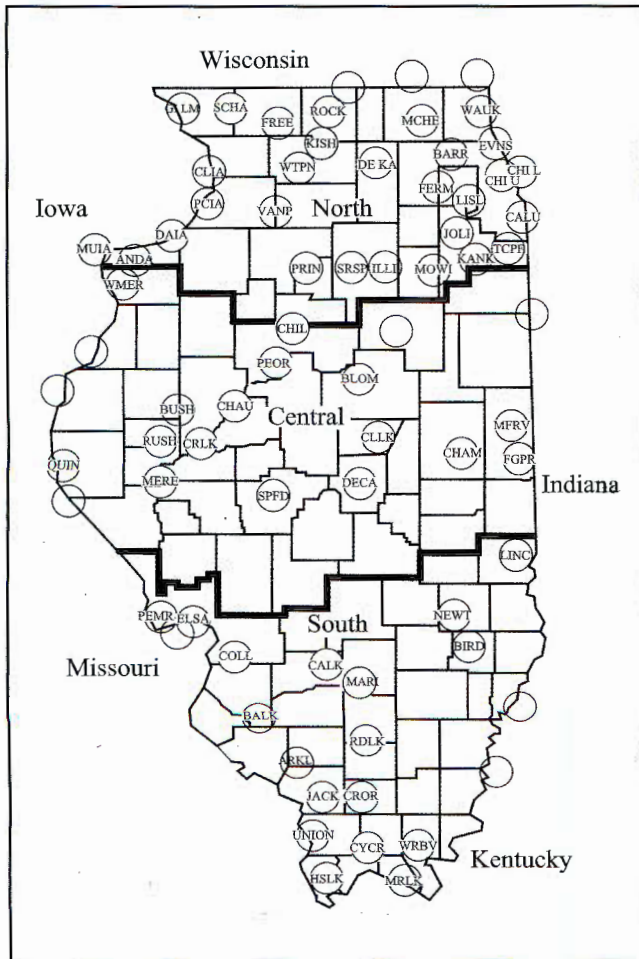 Wisconsin
GLLM
SCHA
FREE
ROCK
MCHE
WAUK
KISH
WTPN
DE KA
BARR
EVNS
CHI U
CHI L
CLIA
PCIA
VANP
FERM
LISL
CALU
Iowa
North
DAIA
JOLI
MUIA
ANDA
WMER
PRIN
SRSP
ILLI
MOWI
KANK
TCPF
CHIL
PEOR
BLOM
BUSH
CHAU
Central
MFRV
RUSH
CRLK
CLLK
CHAM
FGPR
QUIN
MERE
SPFD
DECA
Indiana
LINC
PEMR
ELSA
South
NEWT
Missouri
COLL
CALK
BIRD
MARI
BALK
RDLK
ARKL
JACK
CROR
UNION
CYCR
WRBV
Kentucky
HSLK
MRLK